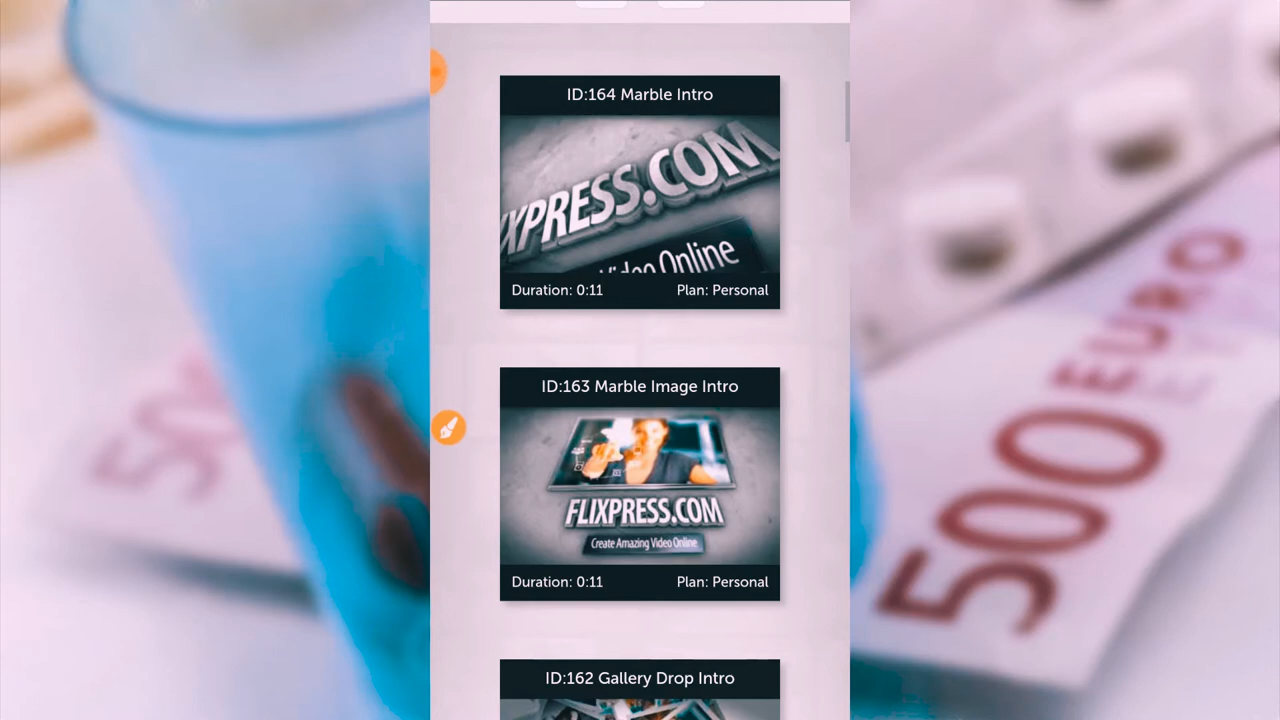 ID:164 Marble Intro
XPRESS.COM
Video Online
Duration: 0:11
Plan: Personal
ID:163 Marble Image Intro
FLIXPRESS.COM
Create Amazing Video Online
Duration: 0:11
Plan: Personal
ID:162 Gallery Drop Intro
500
500 EURO